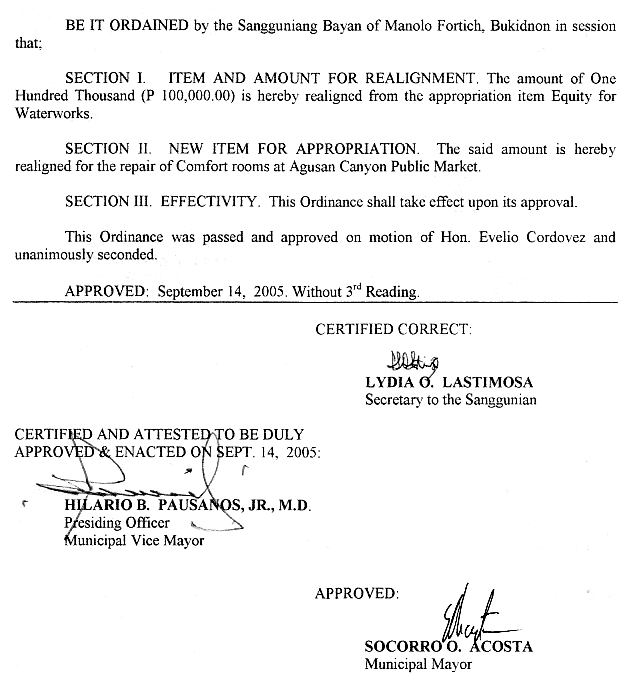 BE IT ORDAINED by the Sangguniang Bayan of Manolo Fortich, Bukidnon in session
that;
SECTION I. ITEM AND AMOUNT FOR REALIGNMENT. The amount of One
Hundred Thousand (P 100,000.00) is hereby realigned from the appropriation item Equity for
Waterworks.
SECTION II. NEW ITEM FOR APPROPRIATION. The said amount is hereby
realigned for the repair of Comfort rooms at Agusan Canyon Public Market.
SECTION III. EFFECTIVITY. This Ordinance shall take effect upon its approval.
This Ordinance was passed and approved on motion of Hon. Evelio Cordovez and
unanimously seconded.
APPROVED: September 14, 2005. Without 3rd Reading.
CERTIFIED CORRECT:
LYDIA O. LASTIMOSA
Secretary to the Sanggunian
CERTIFIED AND ATTESTED TO BE DULY
APPROVED & ENACTED ON SEPT. 14, 2005:
HILARIO B. PAUSANOS, JR., M.D.
Presiding Officer
Municipal Vice Mayor
APPROVED:
SOCORRO O. ACOSTA
Municipal Mayor